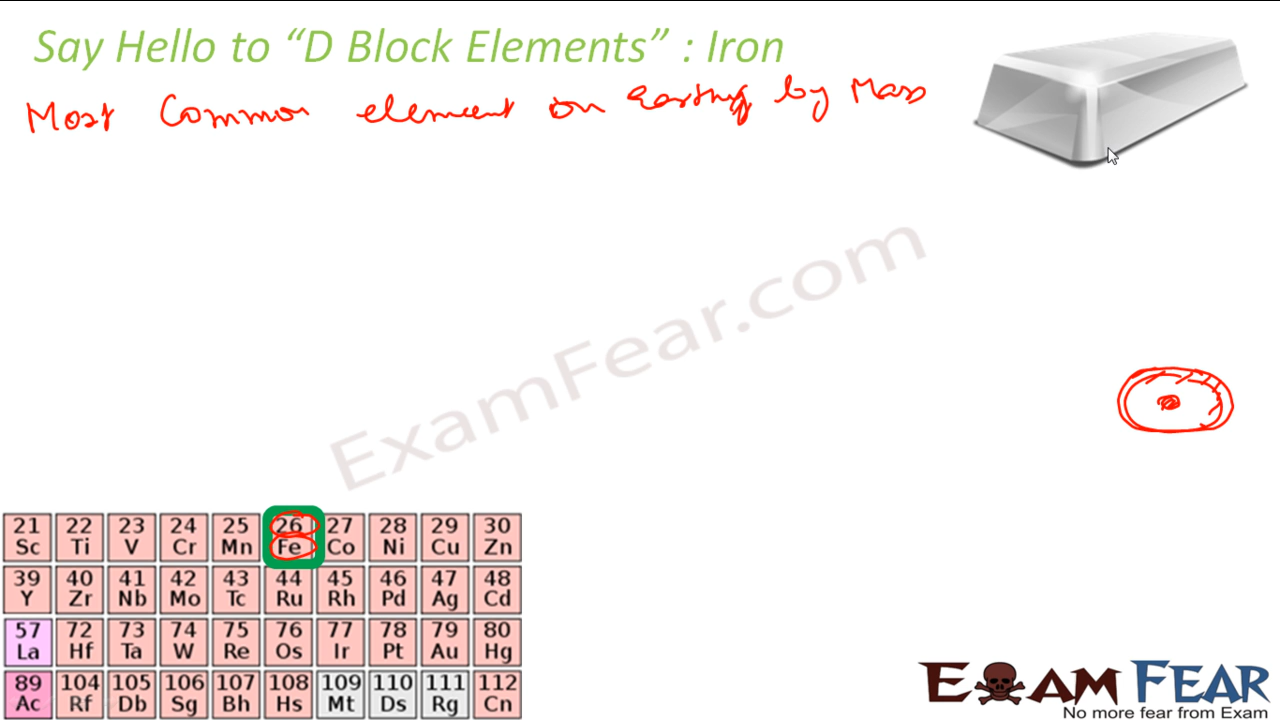 Say Hello to “D Block Elements” : Iron
Most Common element on by Mass
ExamFear.com
21 22 23 24 25 26 27 28 29 30
Sc Ti V Cr Mn Fe Co Ni Cu Zn
39 40 41 42 43 44 45 46 47 48
Y Zr Nb Mo Tc Ru Rh Pd Ag Cd
57 72 73 74 75 76 77 78 79 80
La Hf Ta W Re Os Ir Pt Au Hg
89 104 105 106 107 108 109 110 111 112
Ac Rf Db Sg Bh Hs Mt Ds Rg Cn
EXAM FEAR
No more fear from Exam